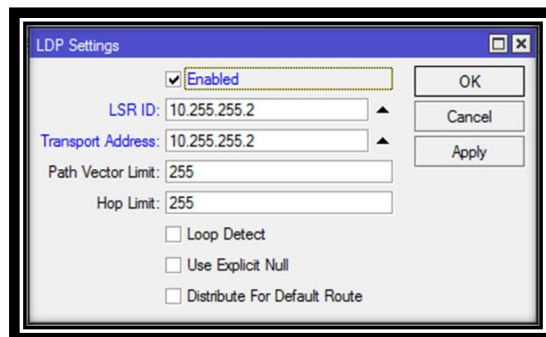 LDP Settings
Enabled
OK
LSR ID: 10.255.255.2
Cancel
Transport Address: 10.255.255.2
Apply
Path Vector Limit: 255
Hop Limit: 255
Loop Detect
Use Explicit Null
Distribute For Default Route